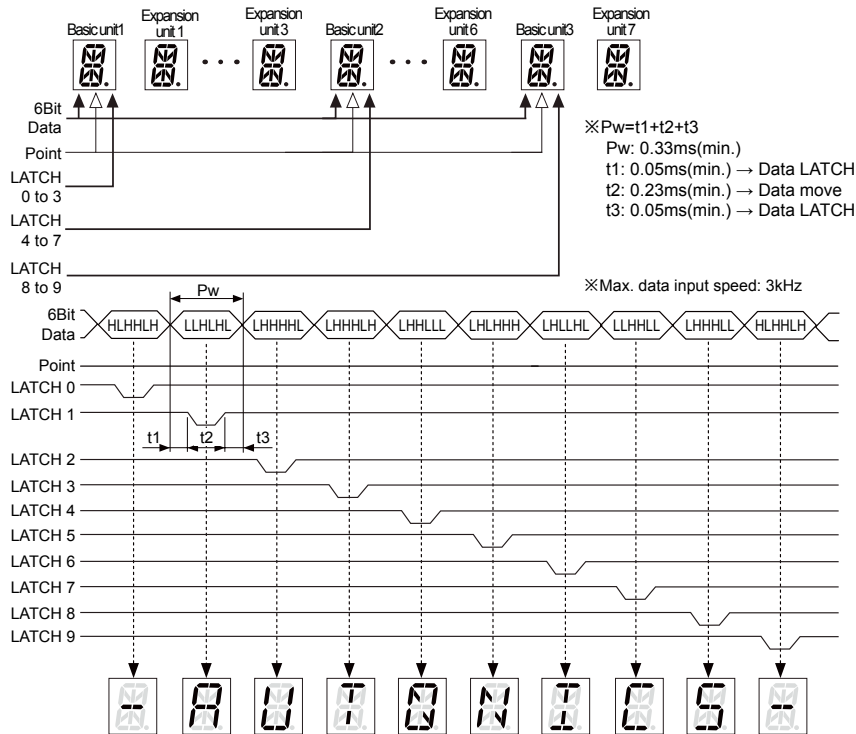 Basic unit1 Expansion unit 1 Expansion unit 3 Basic unit2 Expansion unit 6 Basic unit3 Expansion unit 7
6Bit Data
Point
LATCH 0 to 3
LATCH 4 to 7
LATCH 8 to 9
※Pw=t1+t2+t3
Pw: 0.33ms(min.)
t1: 0.05ms(min.) → Data LATCH
t2: 0.23ms(min.) → Data move
t3: 0.05ms(min.) → Data LATCH
※Max. data input speed: 3kHz
Pw
6Bit Data HLHHLH LLHLHL LHHHHL LHHHLH LHHLLL LHLHHH LHLLHL LLHHLL LHHHLL HLHHLH
Point
LATCH 0
LATCH 1
t1 t2 t3
LATCH 2
LATCH 3
LATCH 4
LATCH 5
LATCH 6
LATCH 7
LATCH 8
LATCH 9
- A U T O N I C S -